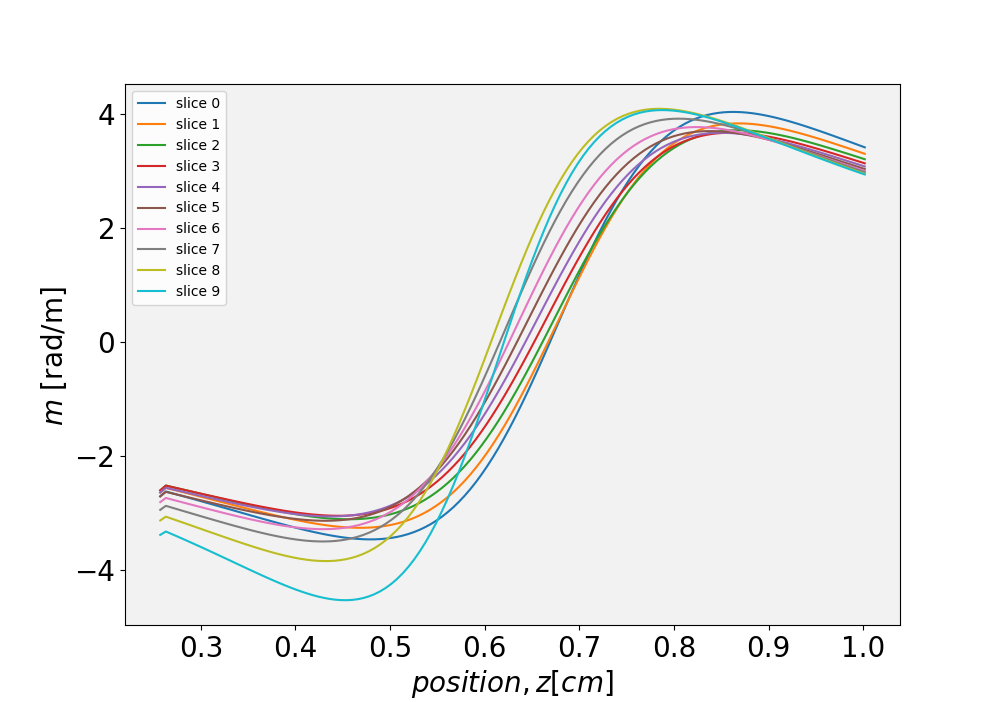 slice 0
slice 1
slice 2
slice 3
slice 4
slice 5
slice 6
slice 7
slice 8
slice 9
4
2
0
−2
−4
m [rad/m]
0.3 0.4 0.5 0.6 0.7 0.8 0.9 1.0
position, z[cm]